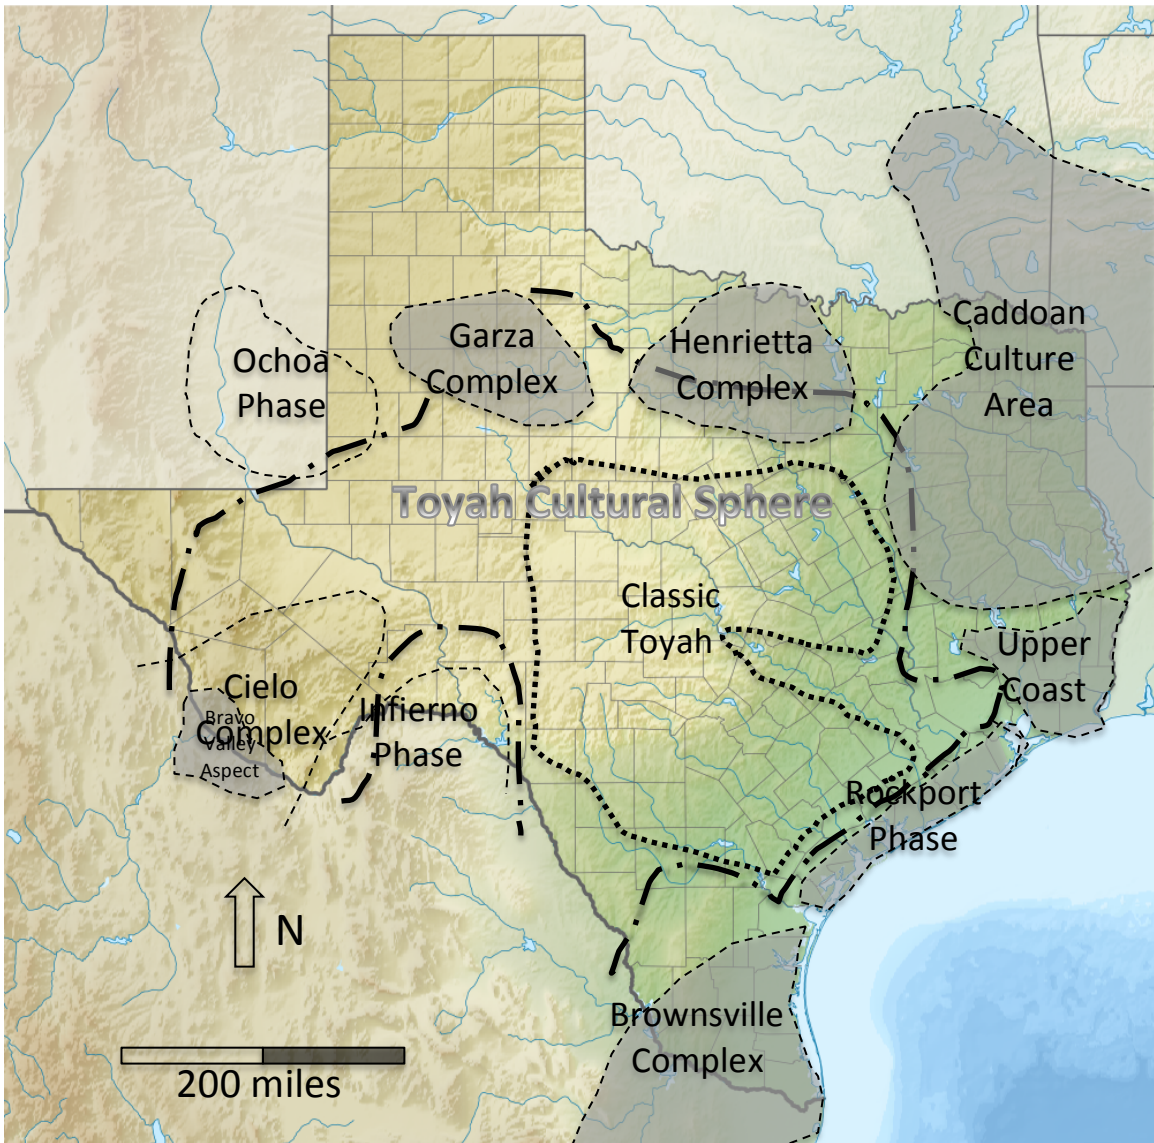 Ochoa
Phase
Garza
Complex
Henrietta
Complex
Caddoan
Culture
Area
Toyah Cultural Sphere
Classic
Toyah
Upper
Coast
Cielo
Complex
Bravo
Valley
Aspect
Infierno
Phase
Rockport
Phase
N
Brownsville
Complex
200 miles